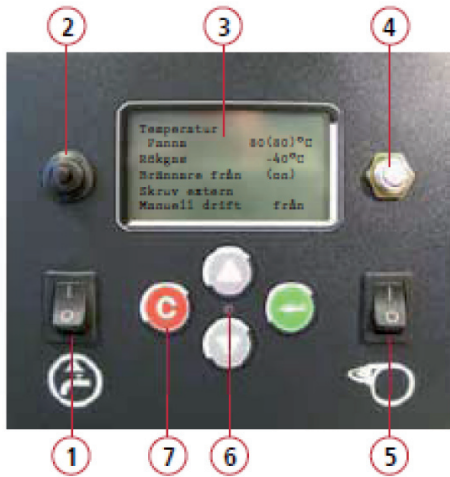 2 3 4
Temperatur
Panna 80(80)°C
Rökgas -40°C
Brännare från (aa)
Skruv extern
Manuell drift från
C
1 7 6 5